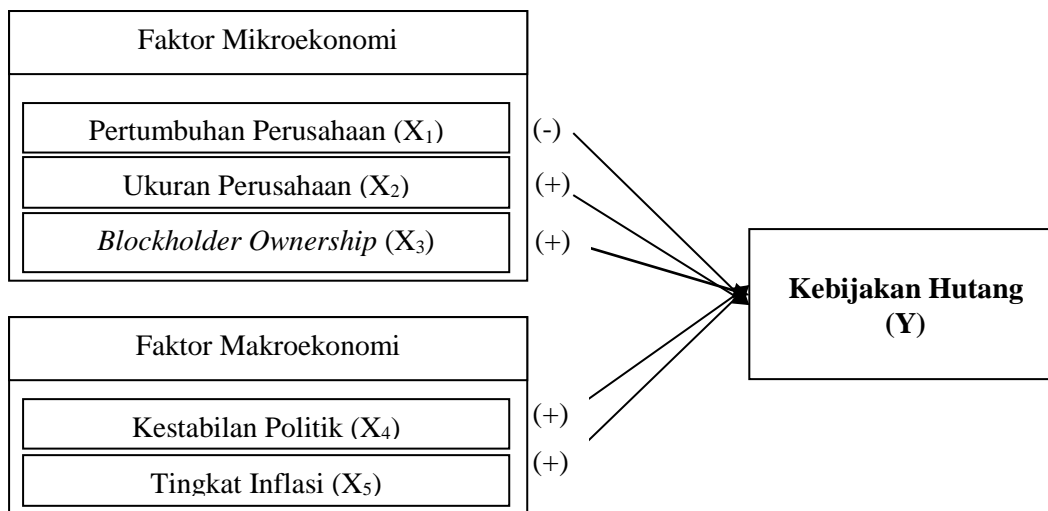 Faktor Mikroekonomi
Pertumbuhan Perusahaan (X₁) (-)
Ukuran Perusahaan (X₂) (+)
Blockholder Ownership (X₃) (+)
Kebijakan Hutang
(Y)
Faktor Makroekonomi
Kestabilan Politik (X₄) (+)
Tingkat Inflasi (X₅) (+)